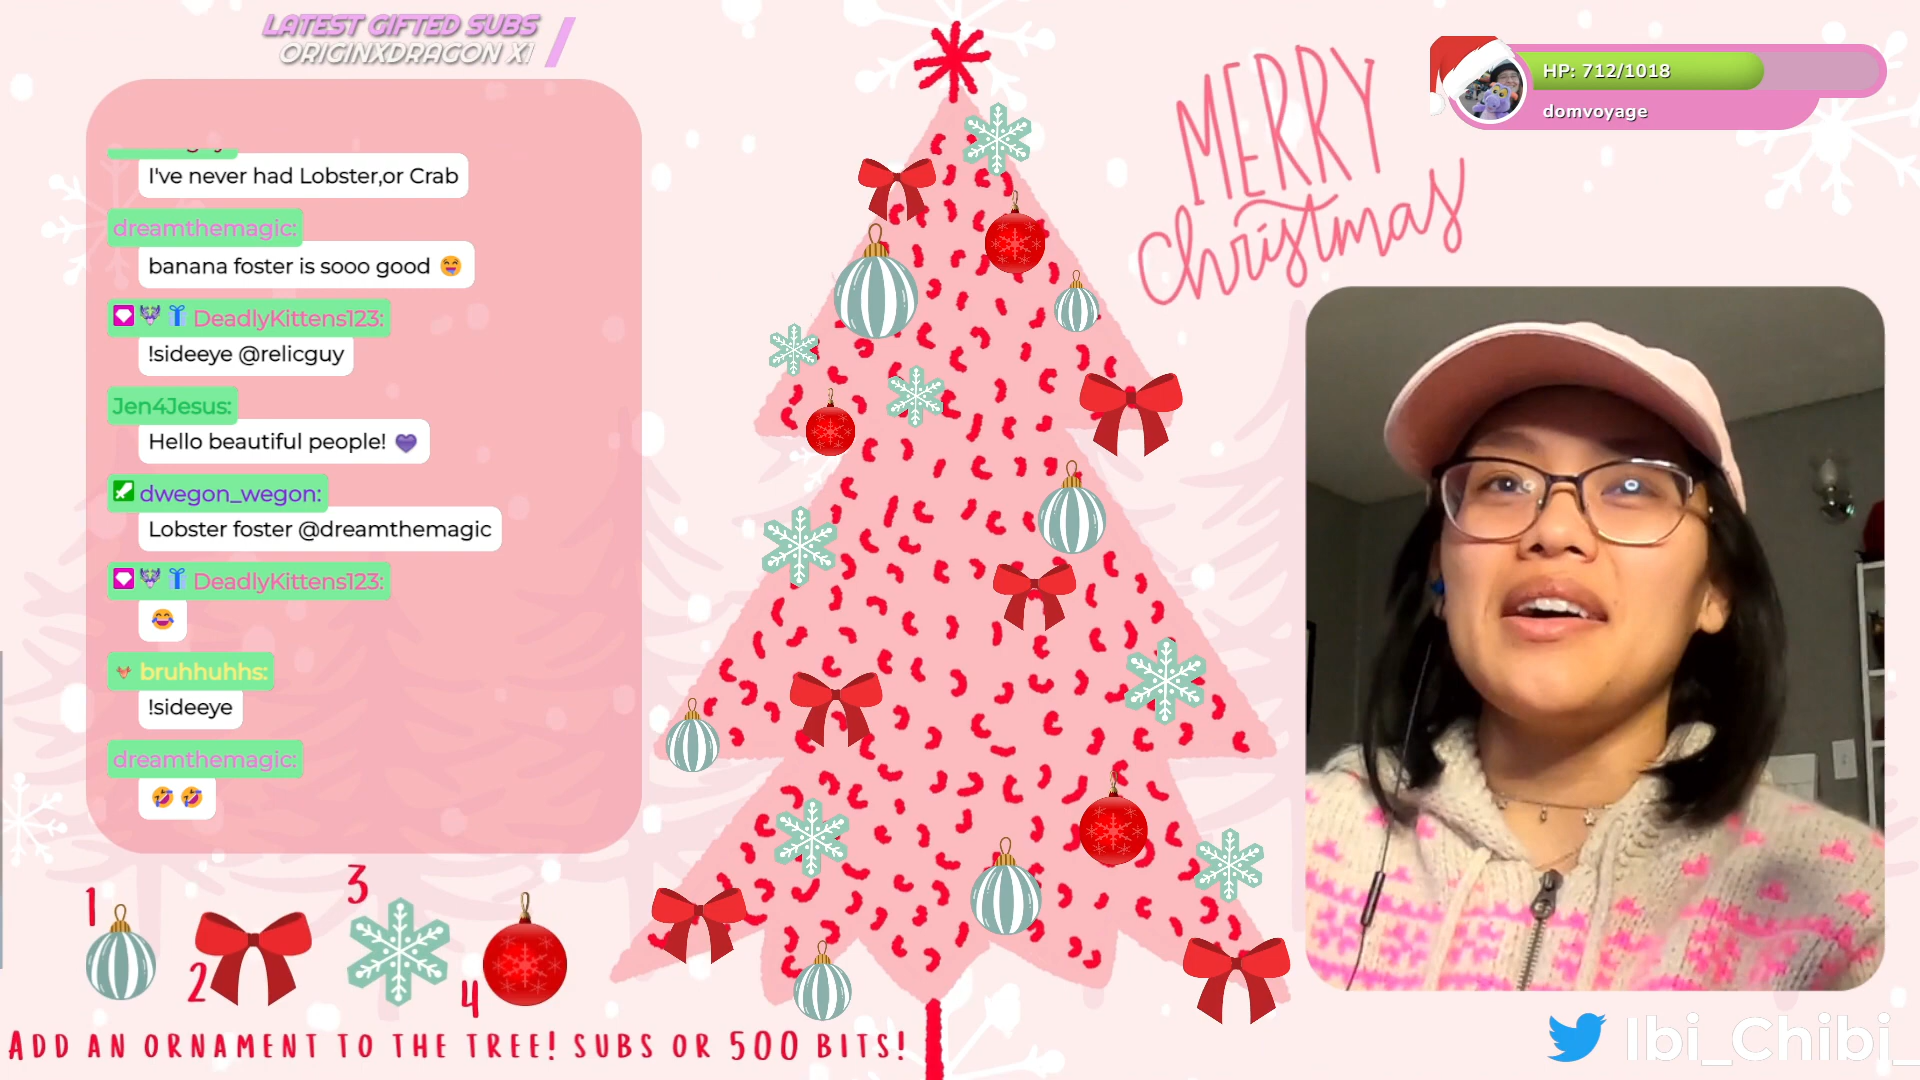 LATEST GIFTED SUBS
ORIGINXDRAGON X1
MERRY
Christmas
HP: 712/1018
domvoyage
I've never had Lobster,or Crab
dreamthemagic:
banana foster is sooo good
DeadlyKittens123:
!sideeye @relicguy
Jen4Jesus:
Hello beautiful people!
dwegon_wegon:
Lobster foster @dreamthemagic
DeadlyKittens123:
bruhhuhhs:
!sideeye
dreamthemagic:
1
2
3
4
ADD AN ORNAMENT TO THE TREE! SUBS OR 500 BITS!
Ibi_Chibi_